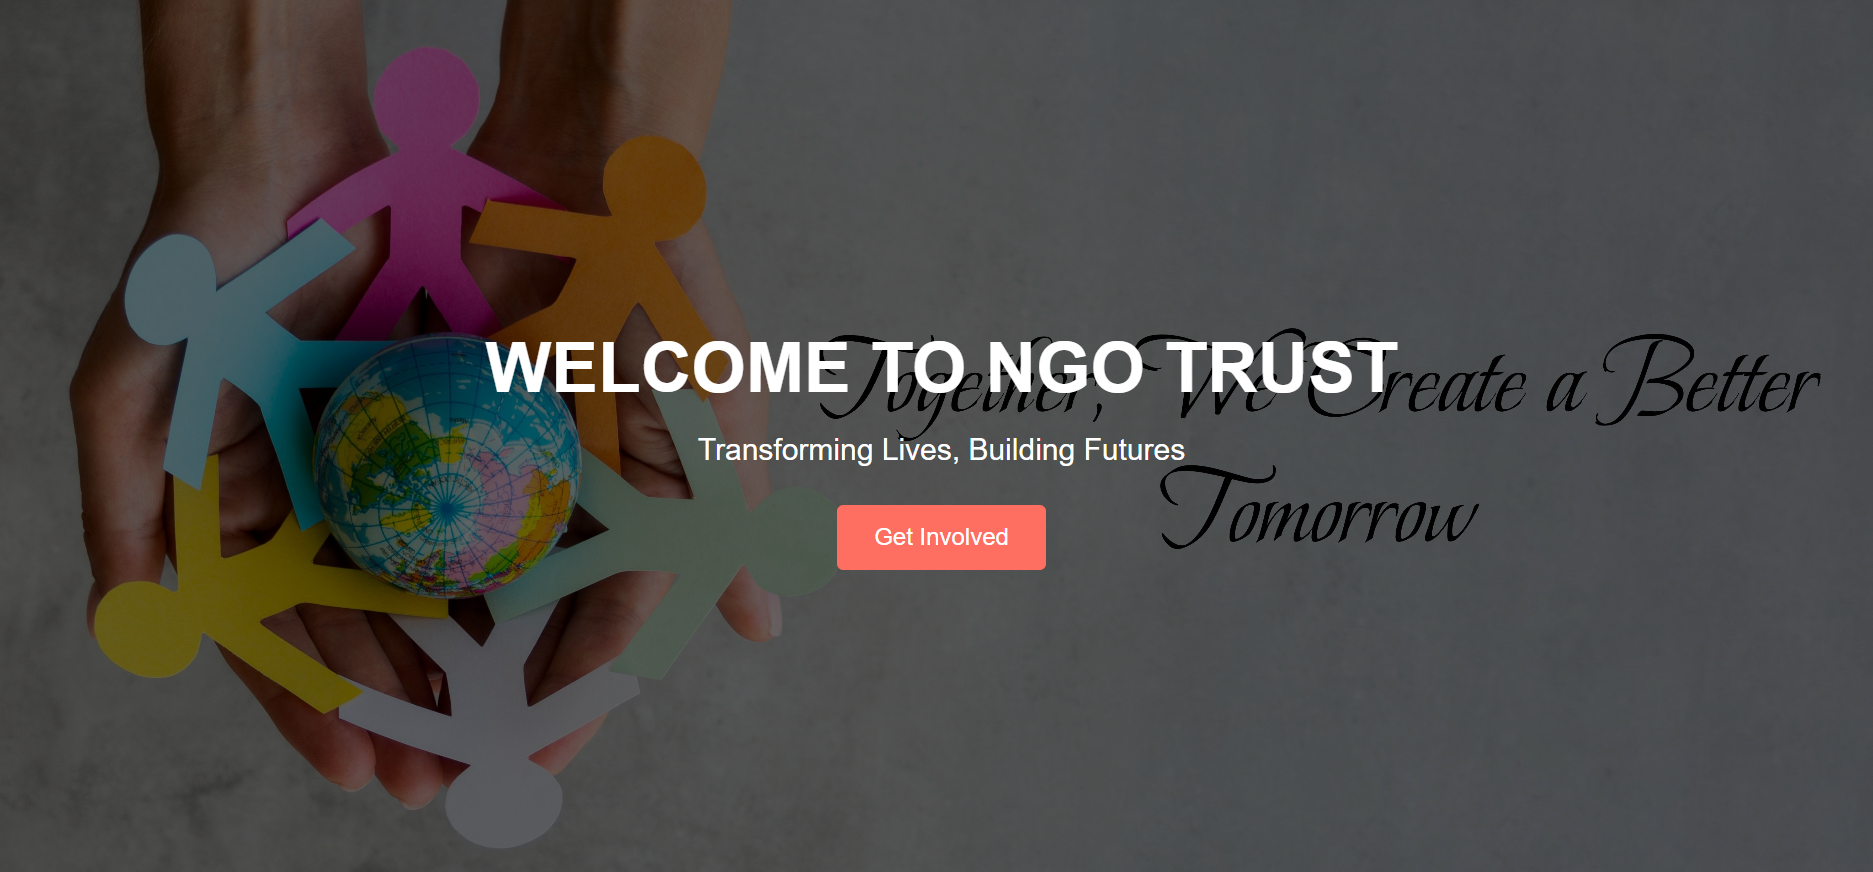 WELCOME TO NGO TRUST
Together, We Create a Better
Tomorrow
Transforming Lives, Building Futures
Get Involved